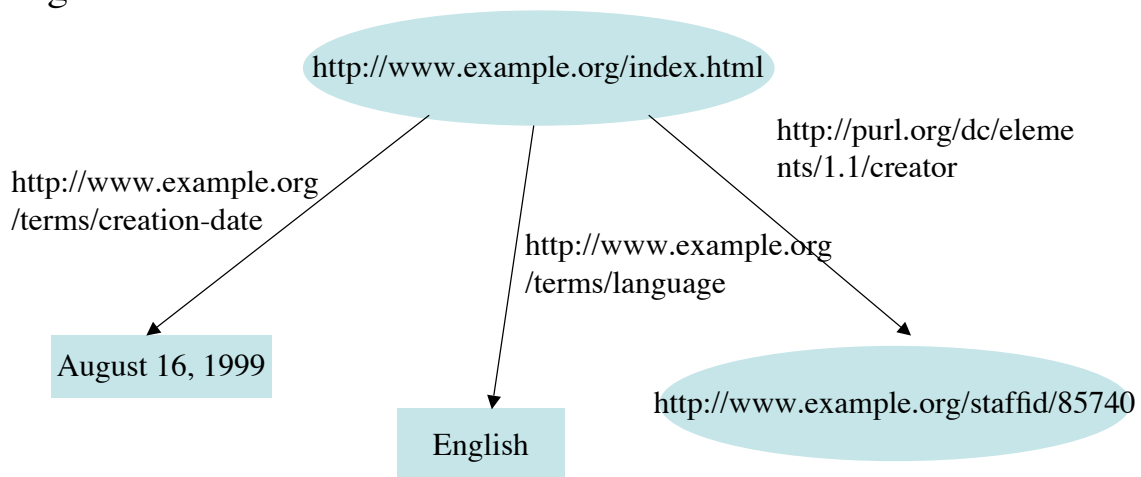 http://www.example.org/index.html
http://purl.org/dc/eleme
nts/1.1/creator
http://www.example.org
/terms/creation-date
http://www.example.org
/terms/language
August 16, 1999
http://www.example.org/staffid/85740
English